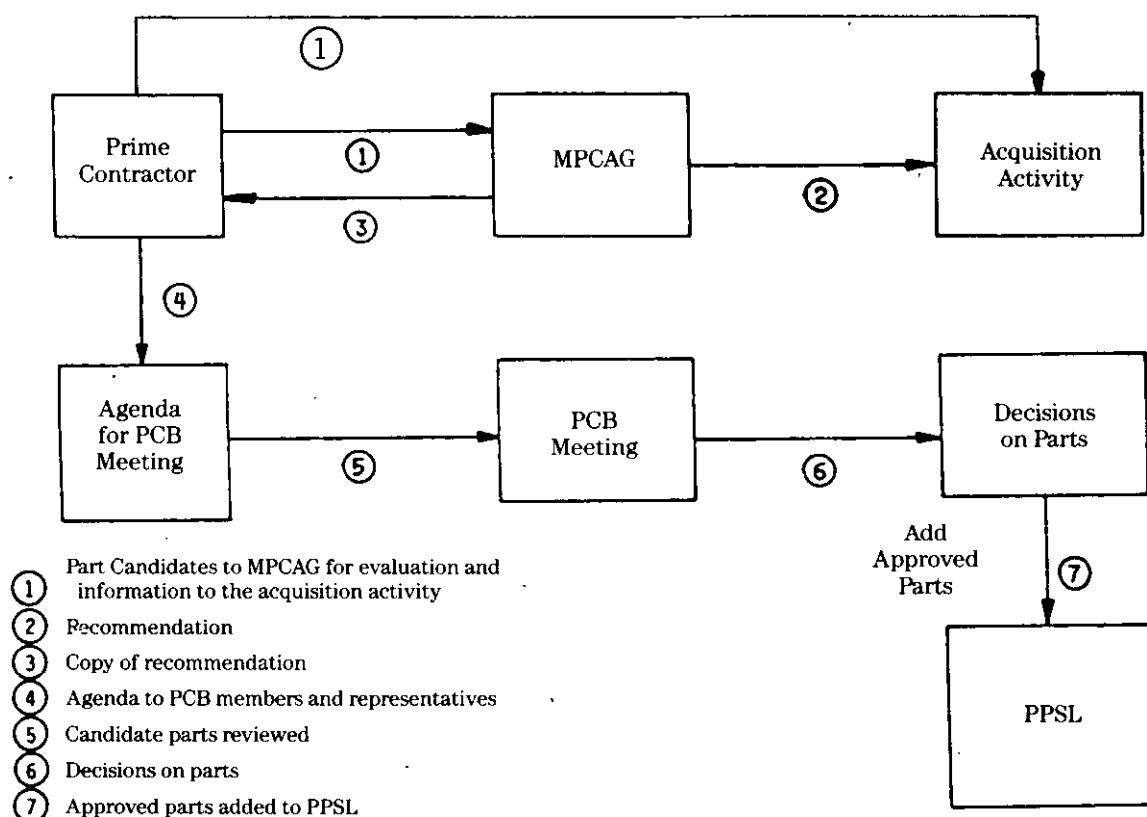 ①
Prime
Contractor
①
③
MPCAG
②
Acquisition
Activity
④
Agenda
for PCB
Meeting
⑤
PCB
Meeting
⑥
Decisions
on Parts
Add
Approved
Parts
⑦
PPSL
① Part Candidates to MPCAG for evaluation and
information to the acquisition activity
② Recommendation
③ Copy of recommendation
④ Agenda to PCB members and representatives
⑤ Candidate parts reviewed
⑥ Decisions on parts
⑦ Approved parts added to PPSL